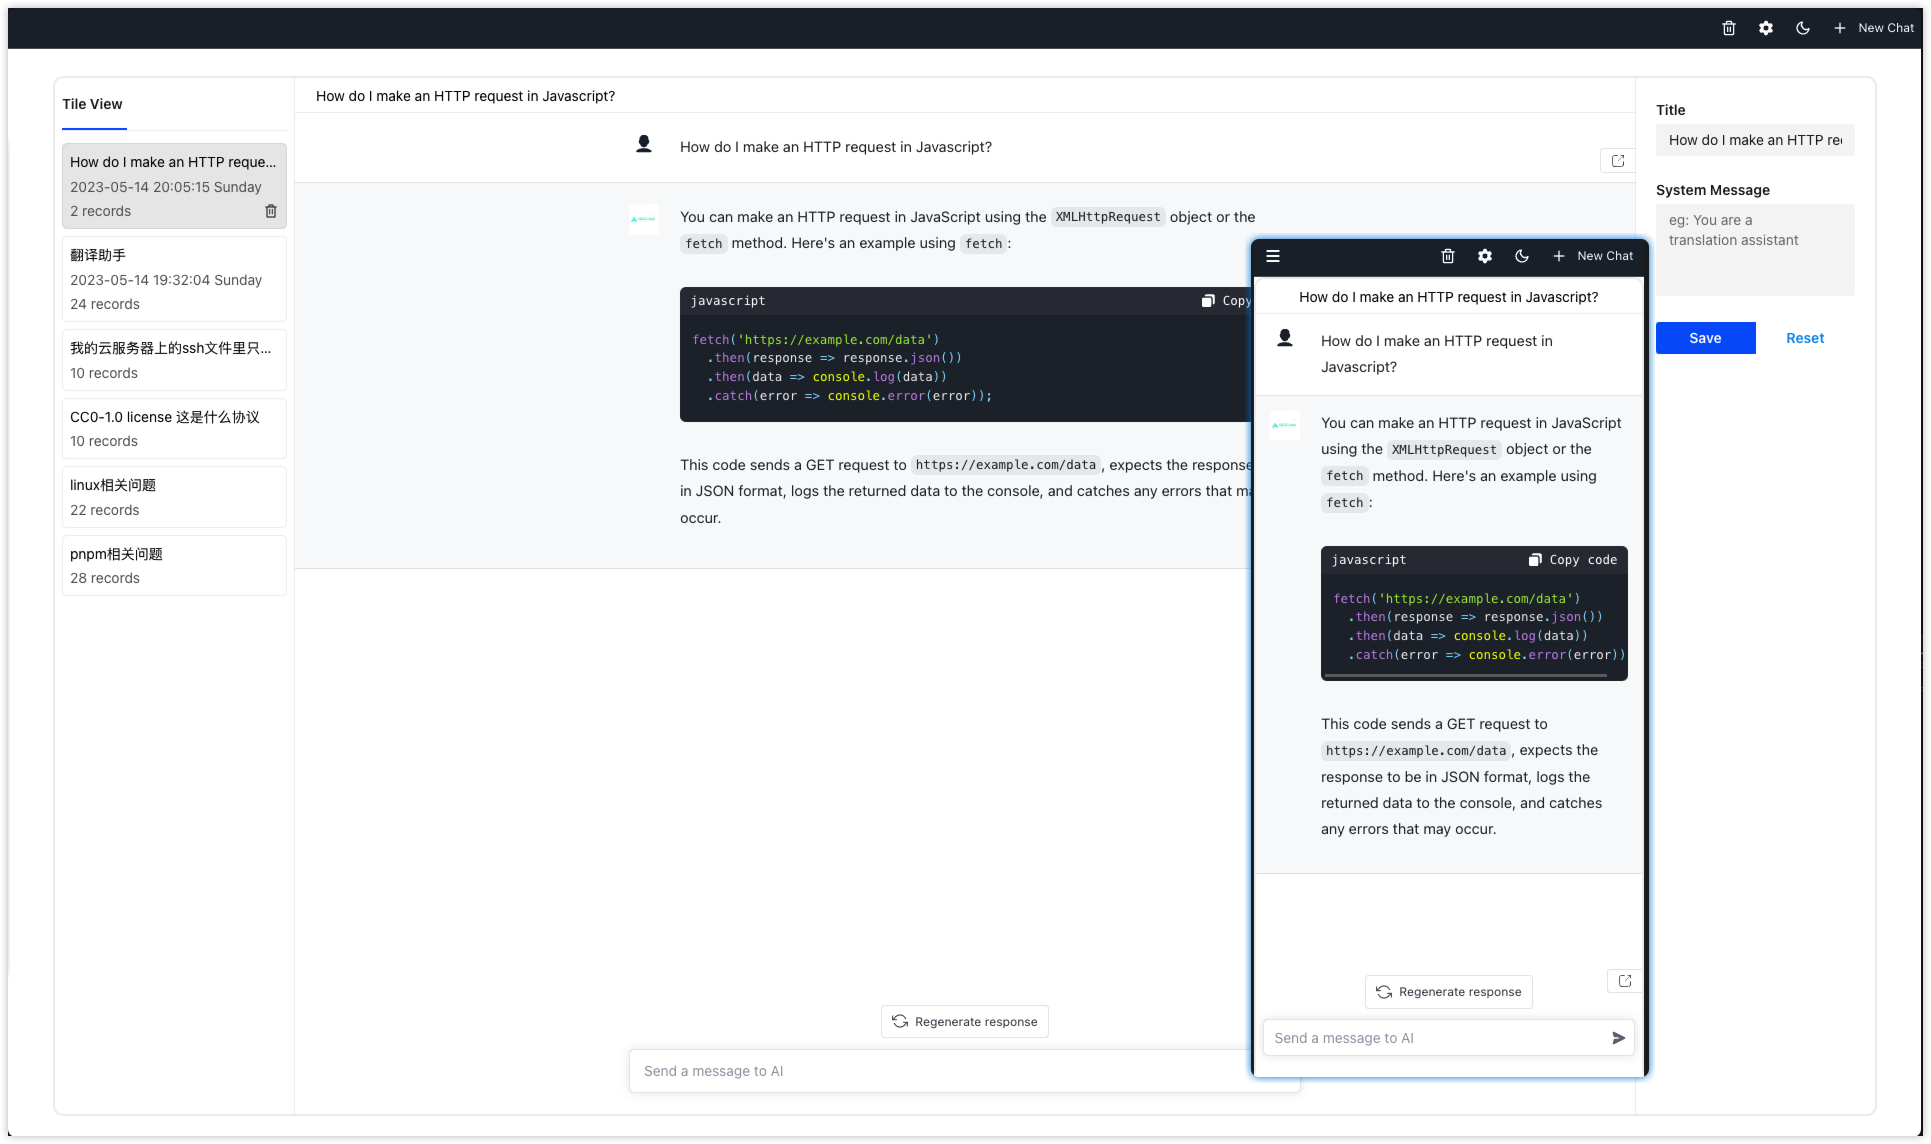 New Chat
Tile View
How do I make an HTTP reque...
2023-05-14 20:05:15 Sunday
2 records
翻译助手
2023-05-14 19:32:04 Sunday
24 records
我的云服务器上的ssh文件里只...
10 records
CC0-1.0 license 这是什么协议
10 records
linux相关问题
22 records
pnpm相关问题
28 records
How do I make an HTTP request in Javascript?
How do I make an HTTP request in Javascript?
You can make an HTTP request in JavaScript using the XMLHttpRequest object or the
fetch method. Here's an example using fetch:
javascript
Copy
fetch('https://example.com/data')
.then(response => response.json())
.then(data => console.log(data))
.catch(error => console.error(error));
This code sends a GET request to https://example.com/data, expects the response
in JSON format, logs the returned data to the console, and catches any errors that
occur.
Regenerate response
Send a message to AI
New Chat
How do I make an HTTP request in Javascript?
How do I make an HTTP request in
Javascript?
You can make an HTTP request in JavaScript
using the XMLHttpRequest object or the
fetch method. Here's an example using
fetch:
javascript
Copy code
fetch('https://example.com/data')
.then(response => response.json())
.then(data => console.log(data))
.catch(error => console.error(error))
This code sends a GET request to
https://example.com/data, expects the
response to be in JSON format, logs the
returned data to the console, and catches
any errors that may occur.
Regenerate response
Send a message to AI
Title
How do I make an HTTP re
System Message
eg: You are a
translation assistant
Save
Reset